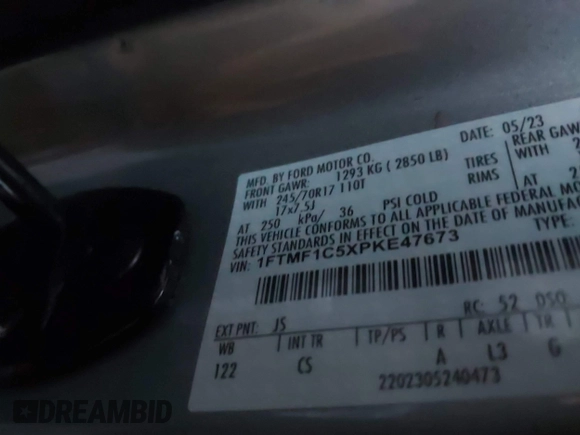 MFD. BY FORD MOTOR CO.
DATE: 05/23
FRONT GAWR: 1293 KG ( 2850 LB)
REAR GAW
WITH 245/70R17 110T TIRES
WITH 2
17x7.5J RIMS
AT 250 kPa/ 36 PSI COLD
AT 2
THIS VEHICLE CONFORMS TO ALL APPLICABLE FEDERAL MO
SAFETY STANDARDS IN EFFECT ON THE DATE OF MANUFA
VIN: 1FTMF1C5XPKE47673
TYPE:
EXT PNT: JS RC: 52 DSO:
WB INT TR TP/PS R AXLE TR
122 CS A L3 G
2202305240473
DREAMBID